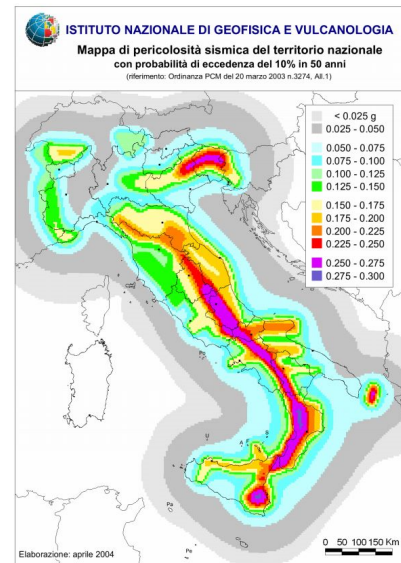 ISTITUTO NAZIONALE DI GEOFISICA E VULCANOLOGIA
Mappa di pericolosità sismica del territorio nazionale
con probabilità di eccedenza del 10% in 50 anni
(riferimento: Ordinanza PCM del 20 marzo 2003 n.3274, All.1)
< 0.025 g
0.025 - 0.050
0.050 - 0.075
0.075 - 0.100
0.100 - 0.125
0.125 - 0.150
0.150 - 0.175
0.175 - 0.200
0.200 - 0.225
0.225 - 0.250
0.250 - 0.275
0.275 - 0.300
Pa
Pe
Elaborazione: aprile 2004
0 50 100 150 Km